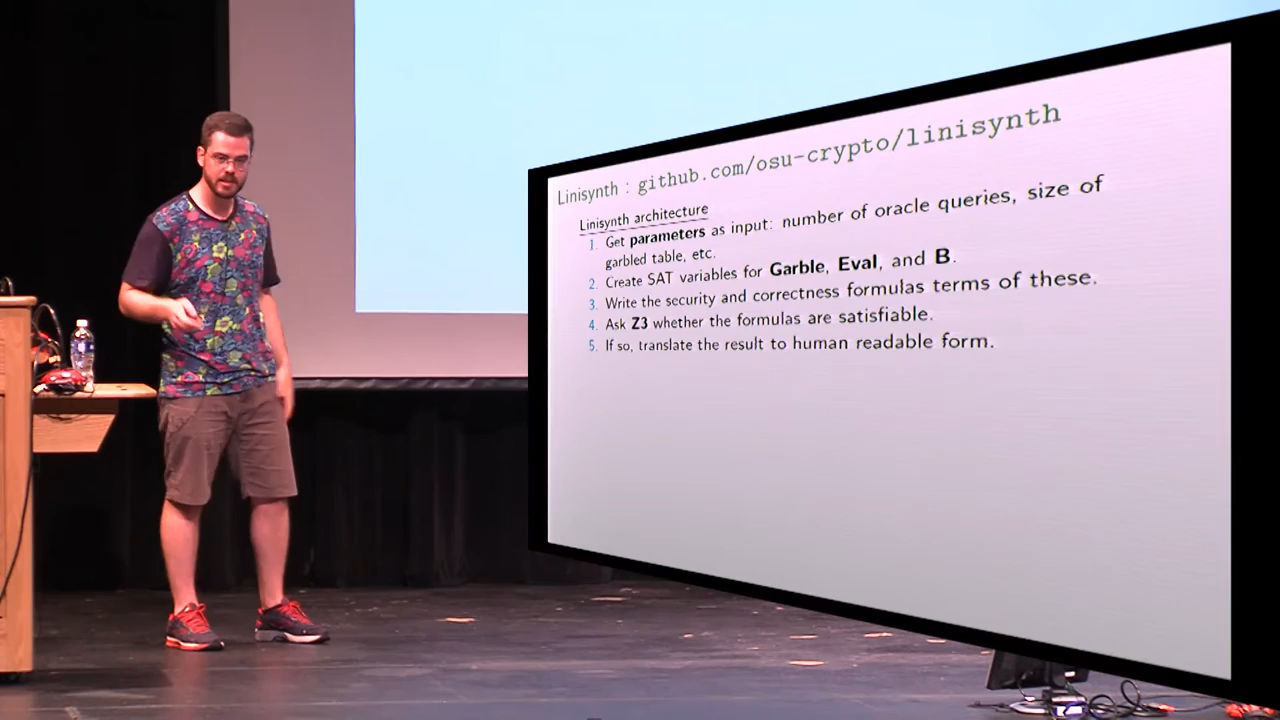 Linisynth : github.com/osu-crypto/linisynth
Linisynth architecture
1. Get parameters as input: number of oracle queries, size of
garbled table, etc.
2. Create SAT variables for Garble, Eval, and B.
3. Write the security and correctness formulas terms of these.
4. Ask Z3 whether the formulas are satisfiable.
5. If so, translate the result to human readable form.